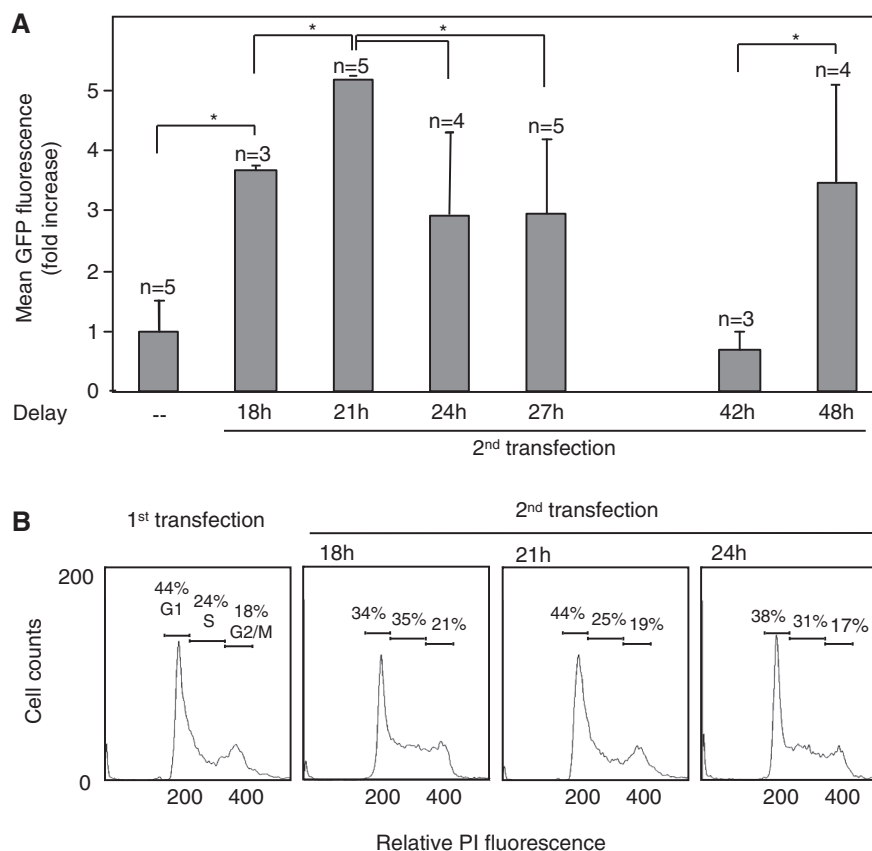 A
Mean GFP fluorescence
(fold increase)
5
4
3
2
1
0
* * * *
n=5
n=3
n=5
n=4
n=5
n=3
n=4
Delay -- 18h 21h 24h 27h 42h 48h
2nd transfection
B
1st transfection
2nd transfection
18h 21h 24h
Cell counts
200
0
44%
G1
24%
S
18%
G2/M
34% 35% 21%
44% 25% 19%
38% 31% 17%
200 400 200 400 200 400 200 400
Relative PI fluorescence